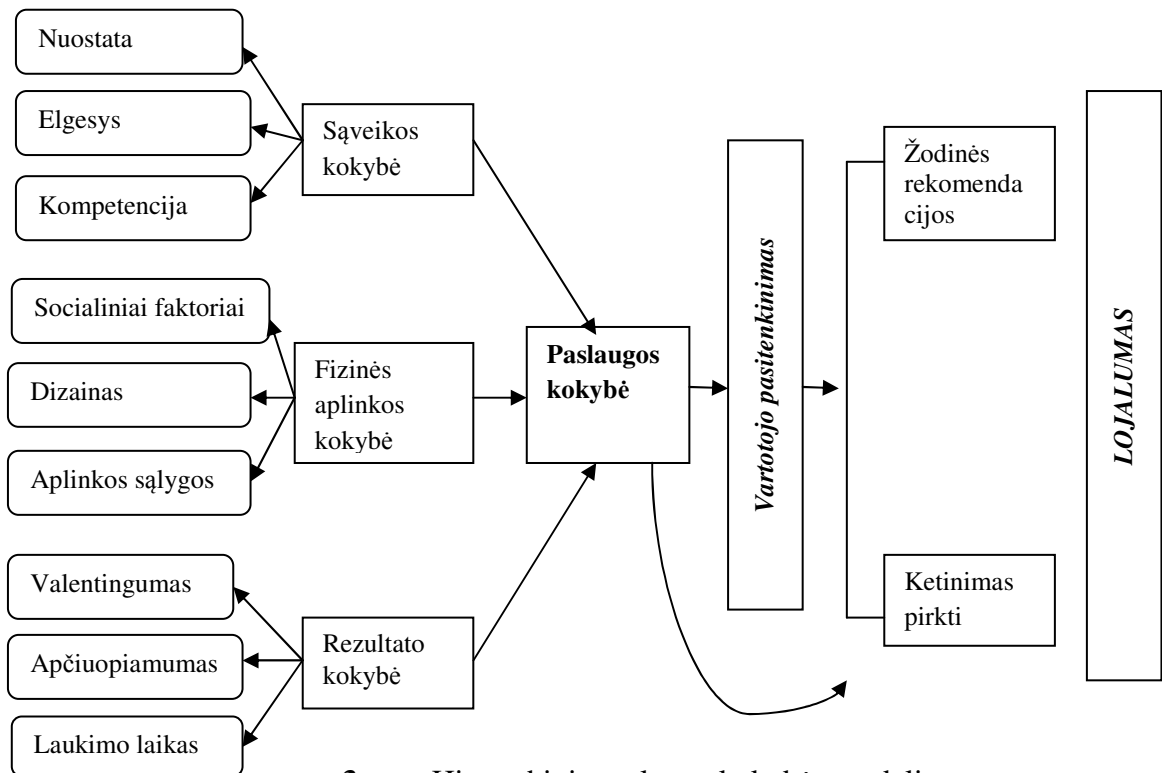 Nuostata
Elgesys
Kompetencija
Sąveikos
kokybė
Socialiniai faktoriai
Dizainas
Aplinkos sąlygos
Fizinės
aplinkos
kokybė
Valentingumas
Apčiuopiamumas
Laukimo laikas
Rezultato
kokybė
Paslaugos
kokybė
Vartotojo pasitenkinimas
Žodinės
rekomenda
cijos
Ketinimas
pirkti
LOJALUMAS